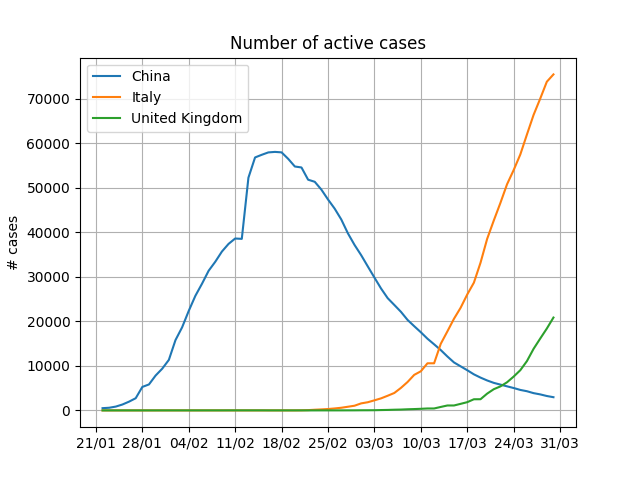 Number of active cases
China
Italy
United Kingdom
# cases
70000
60000
50000
40000
30000
20000
10000
0
21/01 28/01 04/02 11/02 18/02 25/02 03/03 10/03 17/03 24/03 31/03